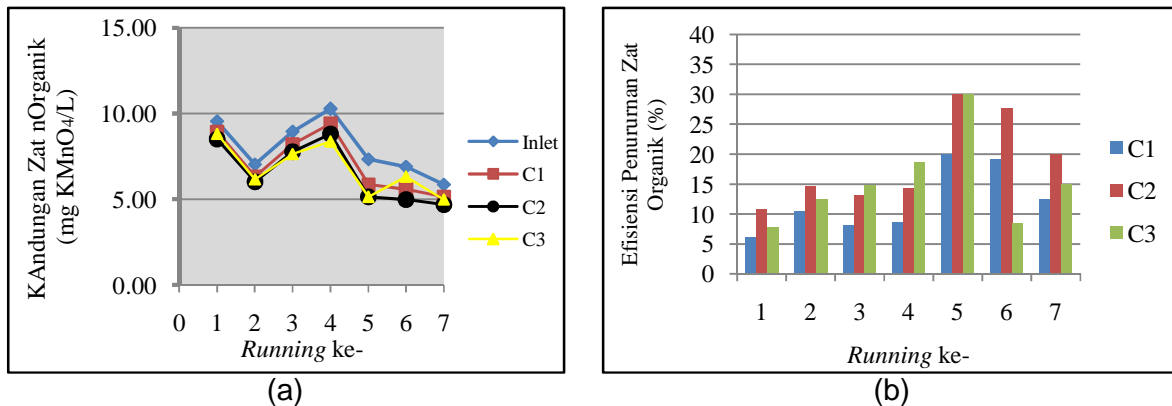 KAndungan Zat nOrganik
(mg KMnO4/L)
15.00
10.00
5.00
0.00
0 1 2 3 4 5 6 7
Running ke-
Inlet
C1
C2
C3
(a)
Efisiensi Penururnan Zat
Organik (%)
40
35
30
25
20
15
10
5
0
1 2 3 4 5 6 7
Running ke-
C1
C2
C3
(b)